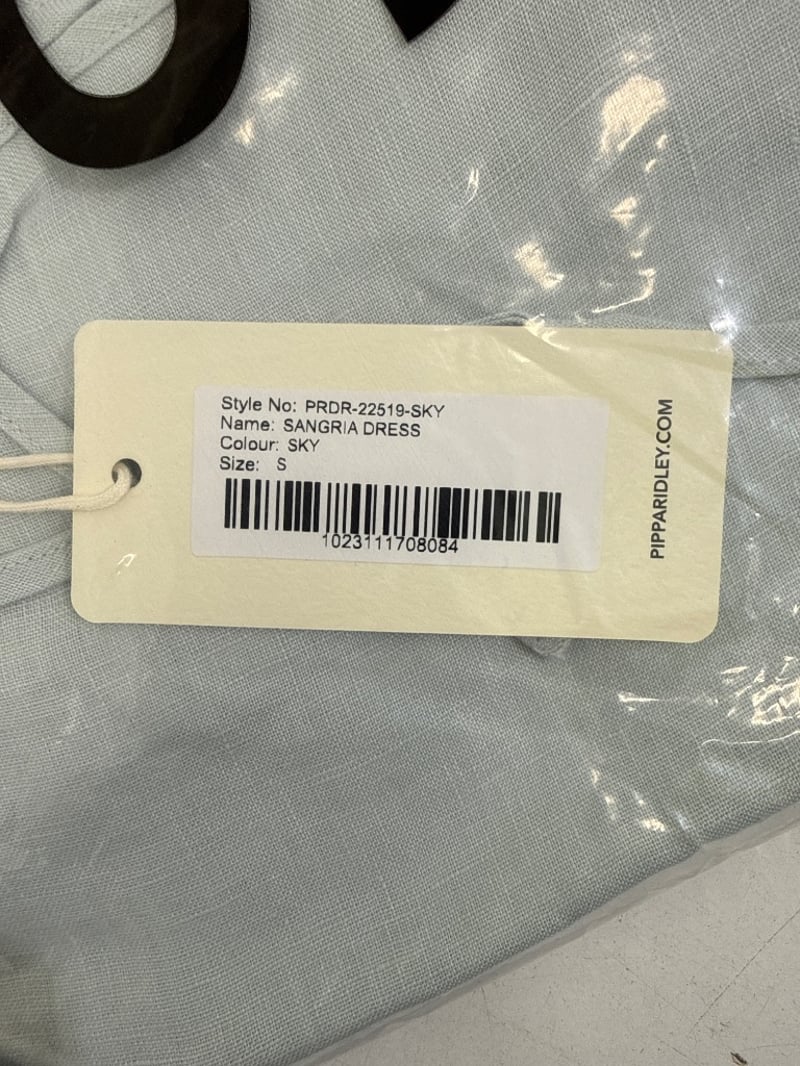 Style No: PRDR-22519-SKY
Name: SANGRIA DRESS
Colour: SKY
Size: S
1023111708084
PIPPARIDLEY.COM